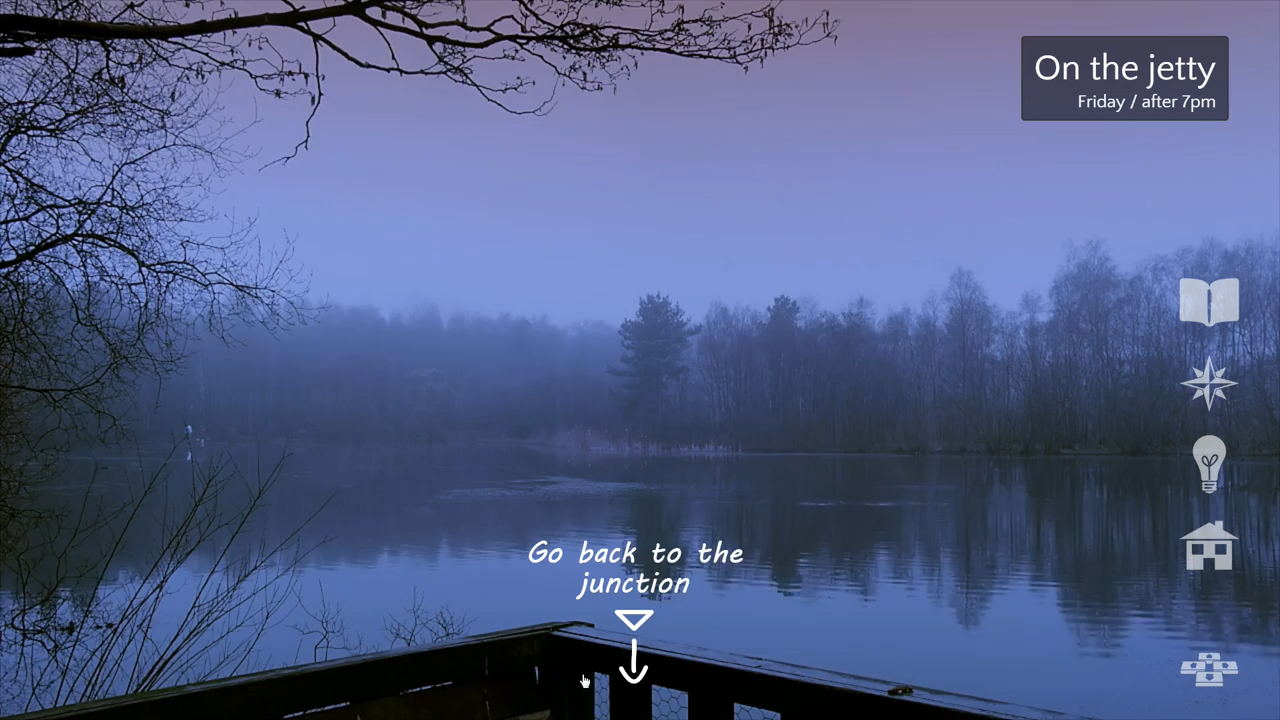 On the jetty
Friday / after 7pm
Go back to the
junction